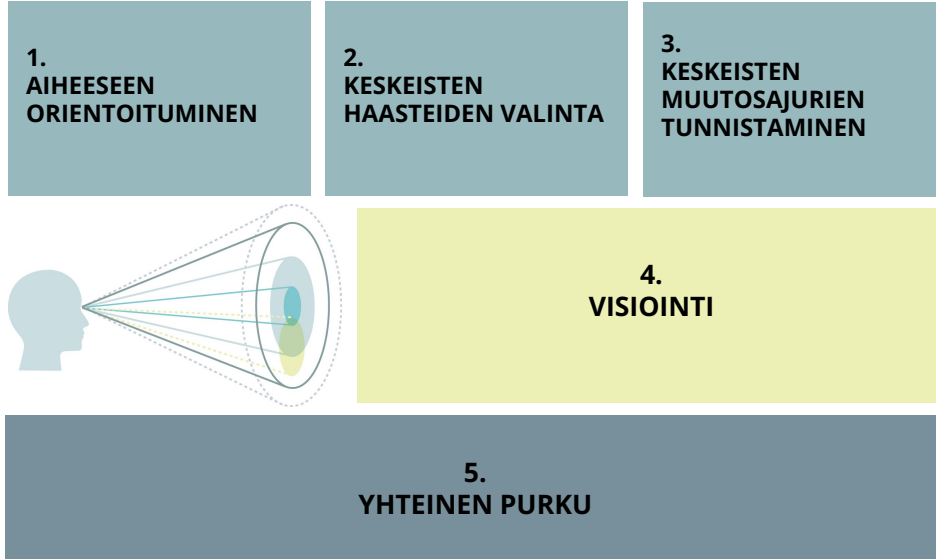 1.
AIHEESEEN
ORIENTOITUMINEN
2.
KESKEISTEN
HAASTEIDEN VALINTA
3.
KESKEISTEN
MUUTOSAJURIEN
TUNNISTAMINEN
4.
VISIOINTI
5.
YHTEINEN PURKU